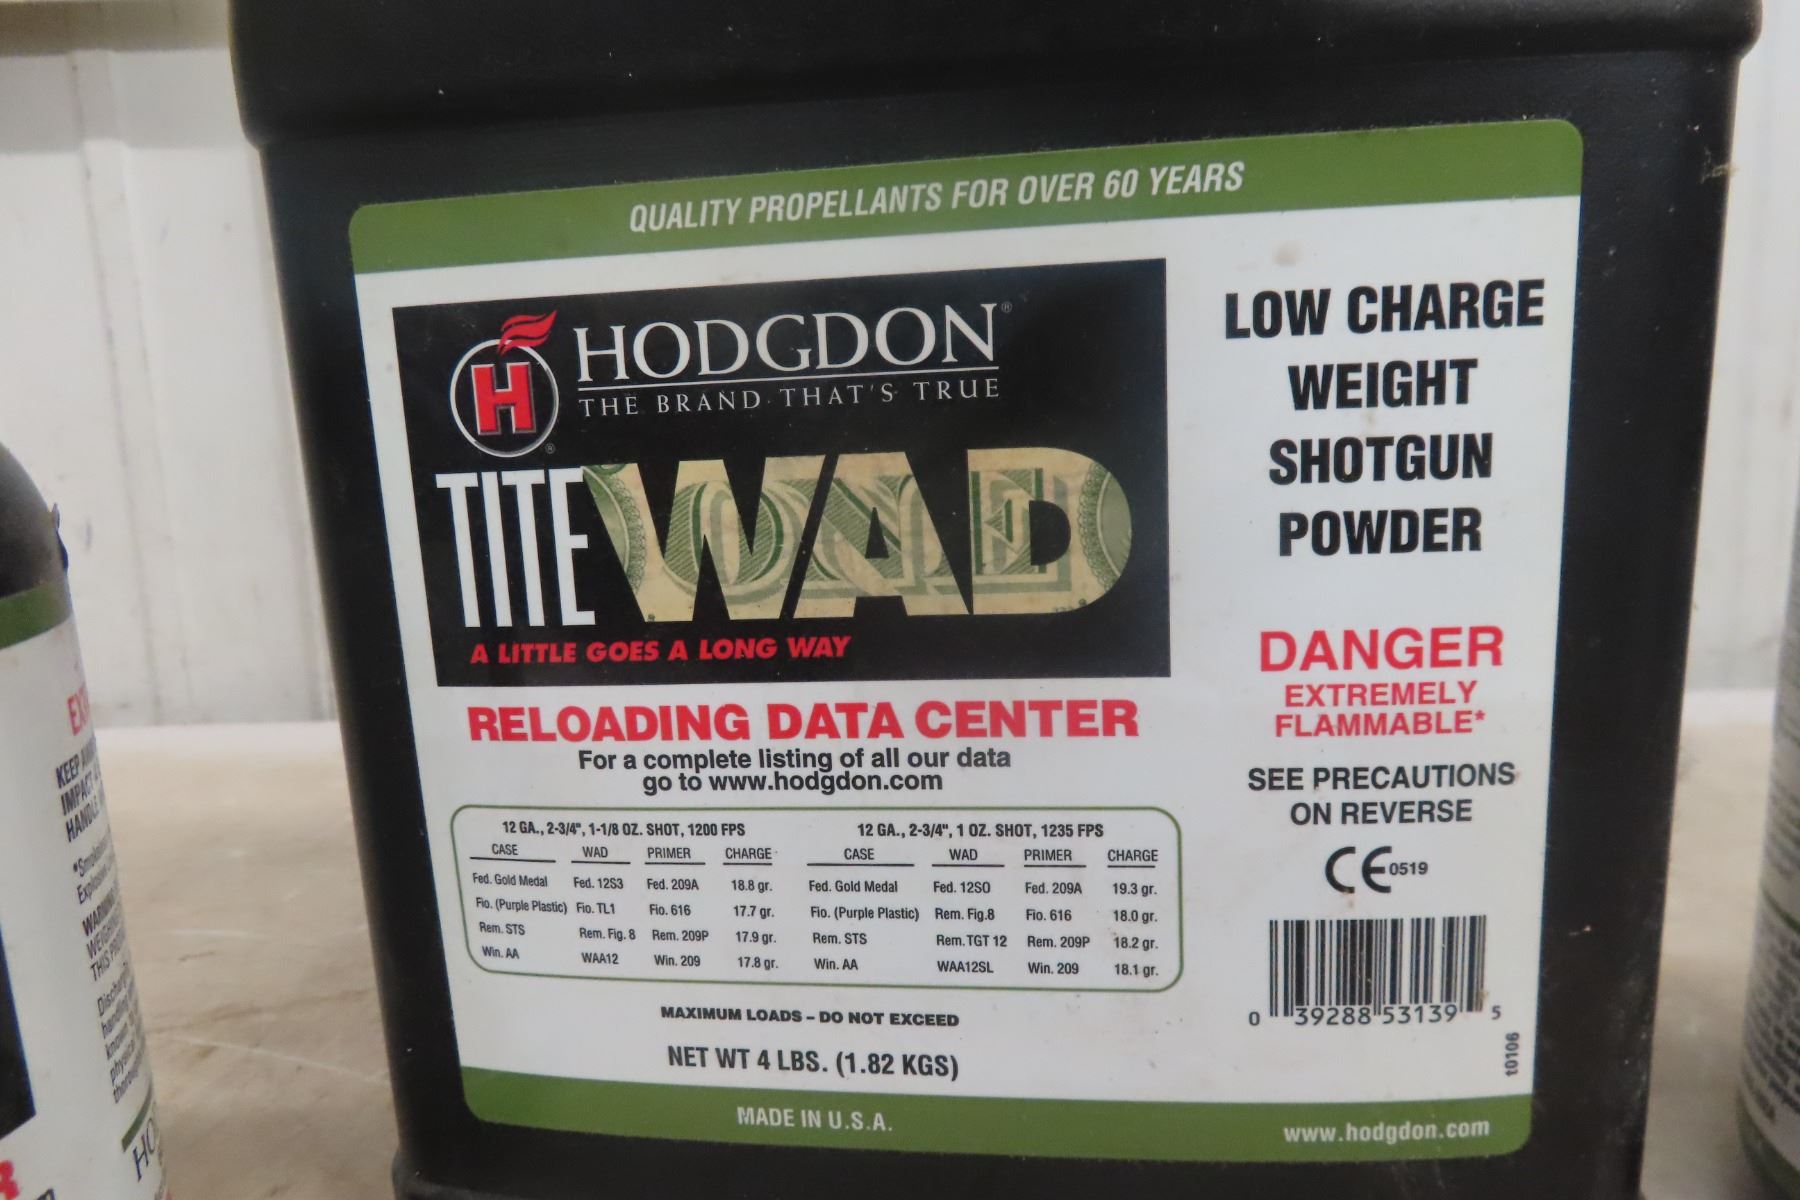 QUALITY PROPELLANTS FOR OVER 60 YEARS
H
®
HODGDON®
THE BRAND THAT'S TRUE
TITEWAD
ONE
A LITTLE GOES A LONG WAY
LOW CHARGE
WEIGHT
SHOTGUN
POWDER
DANGER
EXTREMELY
FLAMMABLE*
SEE PRECAUTIONS
ON REVERSE
CE0519
0 39288 53139 5
t0106
RELOADING DATA CENTER
For a complete listing of all our data
go to www.hodgdon.com
12 GA., 2-3/4", 1-1/8 OZ. SHOT, 1200 FPS
CASE WAD PRIMER CHARGE
Fed. Gold Medal Fed. 12S3 Fed. 209A 18.8 gr.
Fio. (Purple Plastic) Fio. TL1 Fio. 616 17.7 gr.
Rem. STS Rem. Fig. 8 Rem. 209P 17.9 gr.
Win. AA WAA12 Win. 209 17.8 gr.
12 GA., 2-3/4", 1 OZ. SHOT, 1235 FPS
CASE WAD PRIMER CHARGE
Fed. Gold Medal Fed. 12SO Fed. 209A 19.3 gr.
Fio. (Purple Plastic) Rem. Fig.8 Fio. 616 18.0 gr.
Rem. STS Rem. TGT 12 Rem. 209P 18.2 gr.
Win. AA WAA12SL Win. 209 18.1 gr.
MAXIMUM LOADS – DO NOT EXCEED
NET WT 4 LBS. (1.82 KGS)
MADE IN U.S.A.
www.hodgdon.com
KEEP
IMPACT
HANDLE